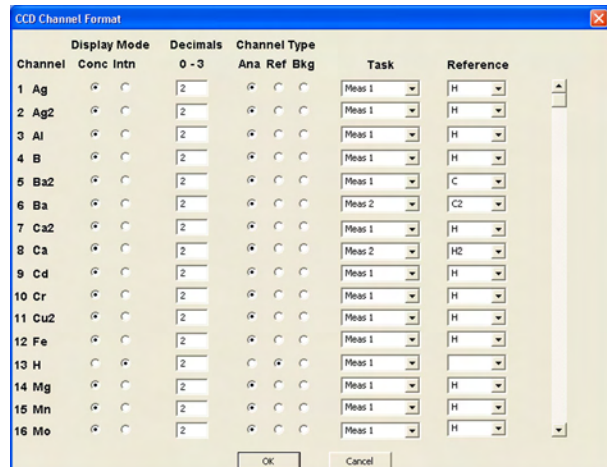 CCD Channel Format
Display Mode Decimals Channel Type
Channel Conc Intn 0 - 3 Ana Ref Bkg Task Reference
1 Ag 2 Meas 1 H
2 Ag2 2 Meas 1 H
3 Al 2 Meas 1 H
4 B 2 Meas 1 H
5 Ba2 2 Meas 1 C
6 Ba 2 Meas 2 C2
7 Ca2 2 Meas 1 H
8 Ca 2 Meas 2 H2
9 Cd 2 Meas 1 H
10 Cr 2 Meas 1 H
11 Cu2 2 Meas 1 H
12 Fe 2 Meas 1 H
13 H 2 Meas 1
14 Mg 2 Meas 1 H
15 Mn 2 Meas 1 H
16 Mo 2 Meas 1 H
OK Cancel